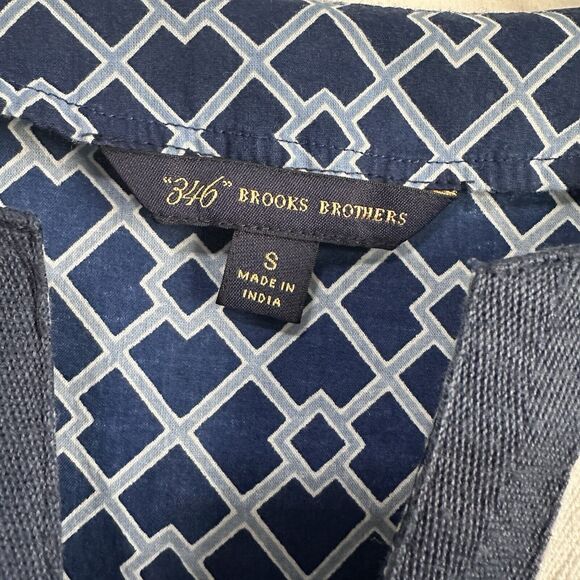 "346" BROOKS BROTHERS
S
MADE IN
INDIA